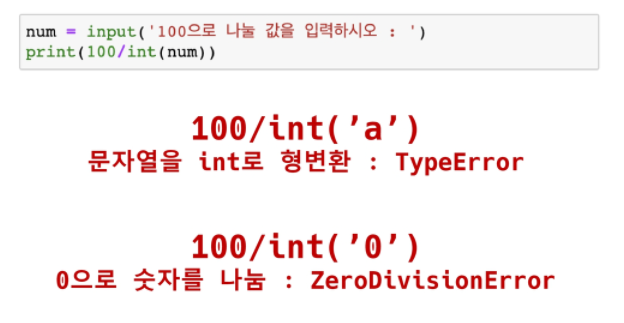 num = input('100으로 나눌 값을 입력하시오 : ')
print(100/int(num))
100/int(’a’)
문자열을 int로 형변환 : TypeError
100/int(’0’)
0으로 숫자를 나눔 : ZeroDivisionError